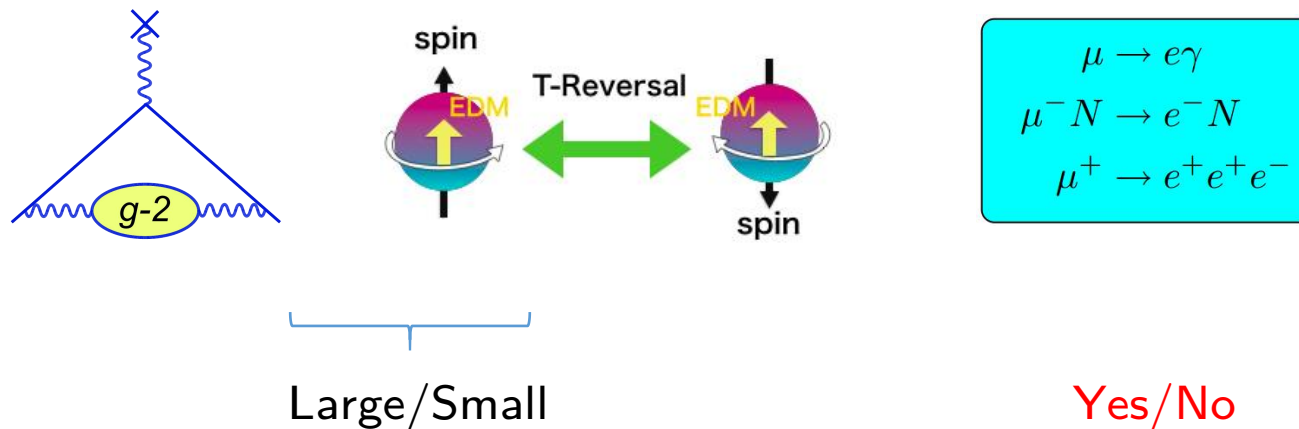 g-2
spin
EDM
T-Reversal
EDM
spin
μ → eγ
μ⁻N → e⁻N
μ⁺ → e⁺e⁺e⁻
Large/Small
Yes/No